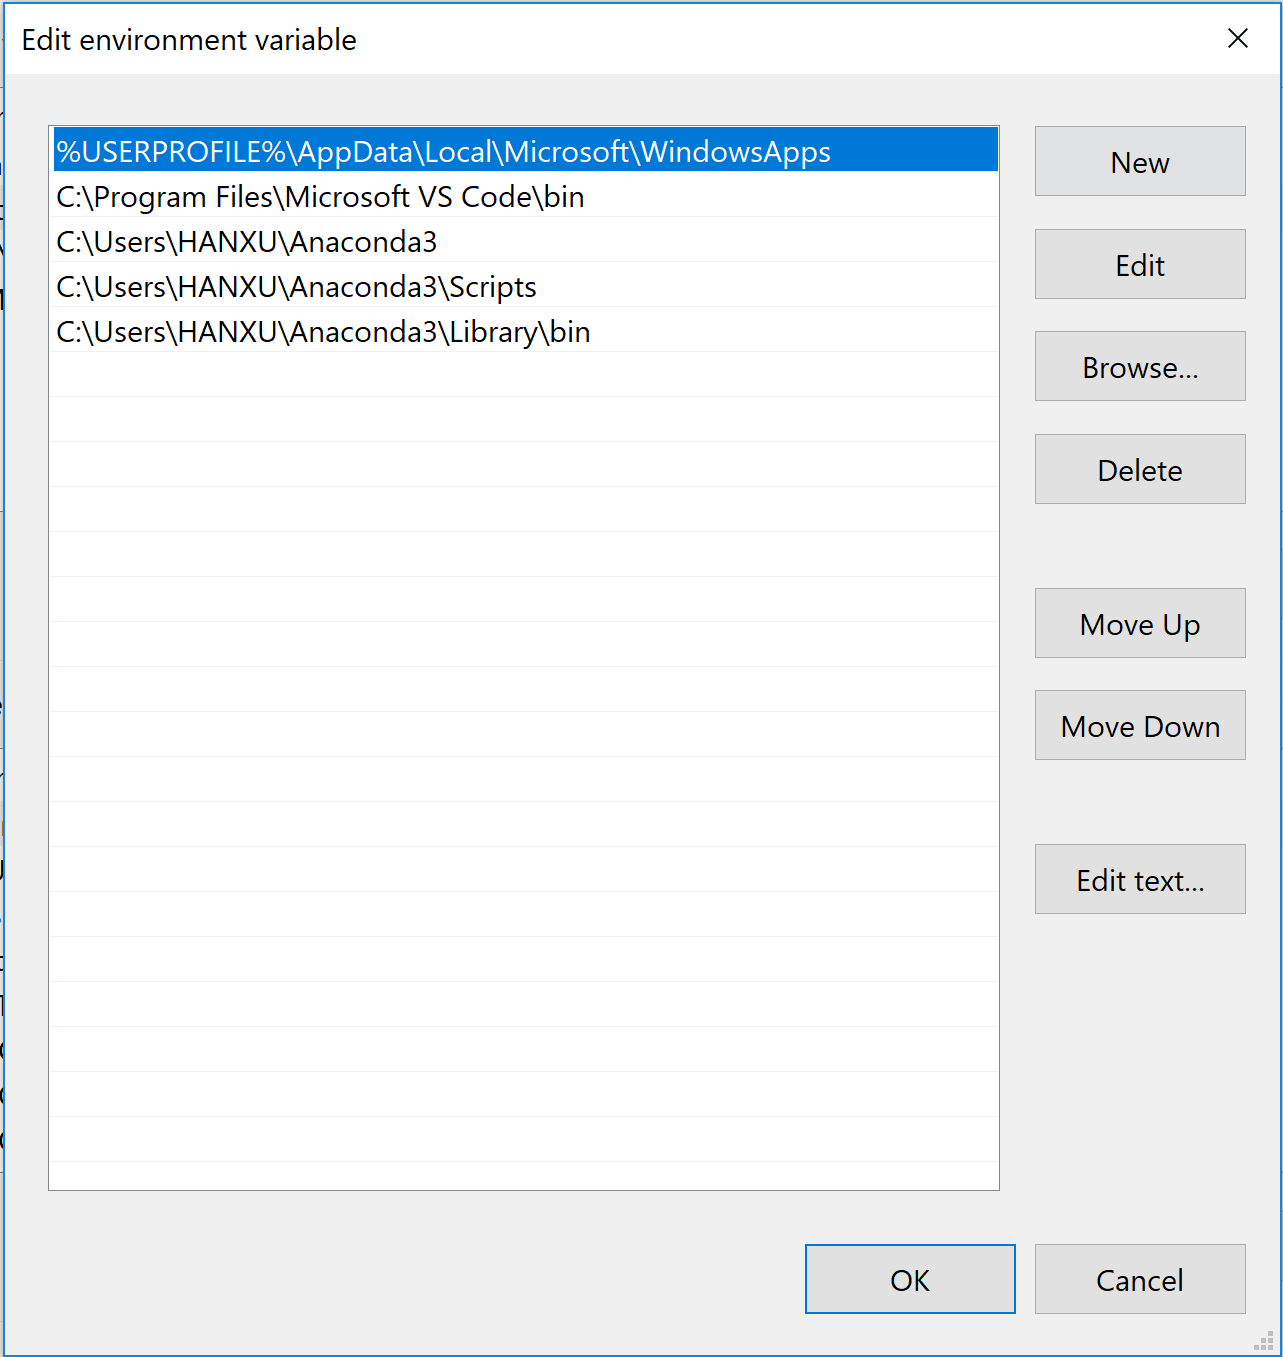 Edit environment variable
%USERPROFILE%\AppData\Local\Microsoft\WindowsApps
C:\Program Files\Microsoft VS Code\bin
C:\Users\HANXU\Anaconda3
C:\Users\HANXU\Anaconda3\Scripts
C:\Users\HANXU\Anaconda3\Library\bin
New
Edit
Browse...
Delete
Move Up
Move Down
Edit text...
OK
Cancel